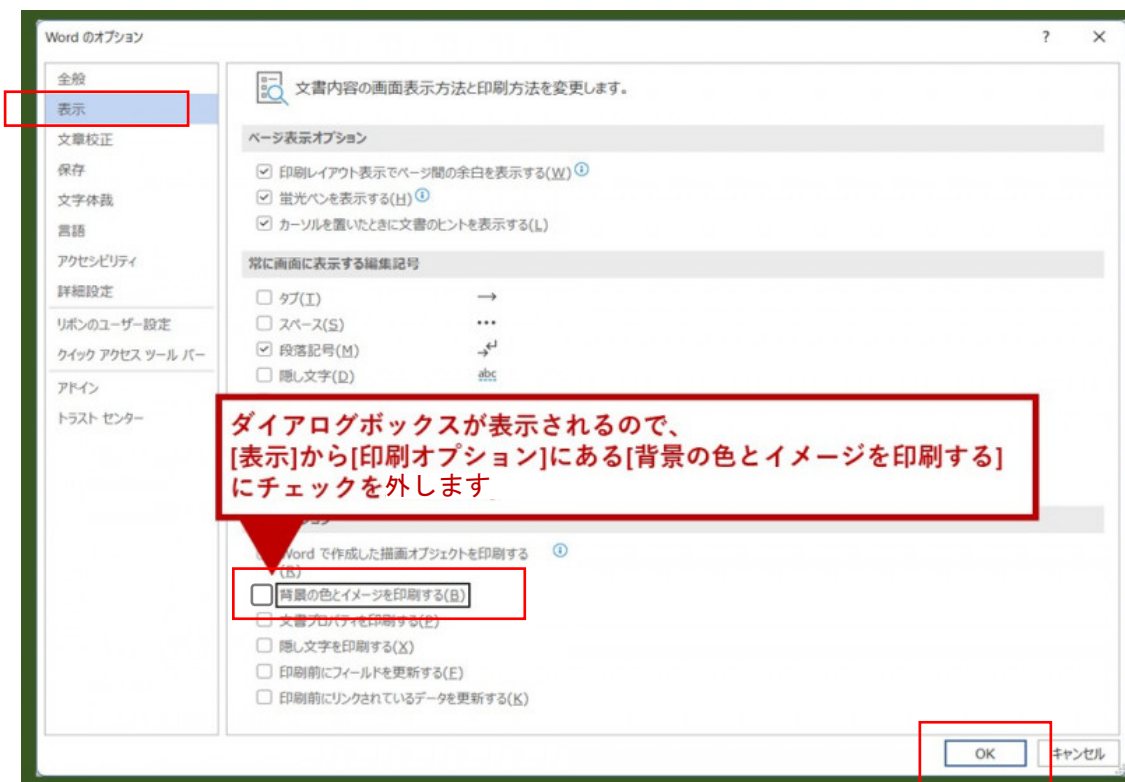 Word のオプション
? ×
全般
表示
文章校正
保存
文字体裁
言語
アクセシビリティ
詳細設定
リボンのユーザー設定
クイック アクセス ツール バー
アドイン
トラスト センター
文書内容の画面表示方法と印刷方法を変更します。
ページ表示オプション
印刷レイアウト表示でページ間の余白を表示する(W)
蛍光ペンを表示する(H)
カーソルを置いたときに文書のヒントを表示する(L)
常に画面に表示する編集記号
タブ(T) →
スペース(S) ···
段落記号(M)
隠し文字(D) abc
ダイアログボックスが表示されるので、
[表示]から[印刷オプション]にある[背景の色とイメージを印刷する]
にチェックを外します
Word で作成した描画オブジェクトを印刷する
(R)
背景の色とイメージを印刷する(B)
文書プロパティを印刷する(P)
隠し文字を印刷する(X)
印刷前にフィールドを更新する(F)
印刷前にリンクされているデータを更新する(K)
OK
キャンセル